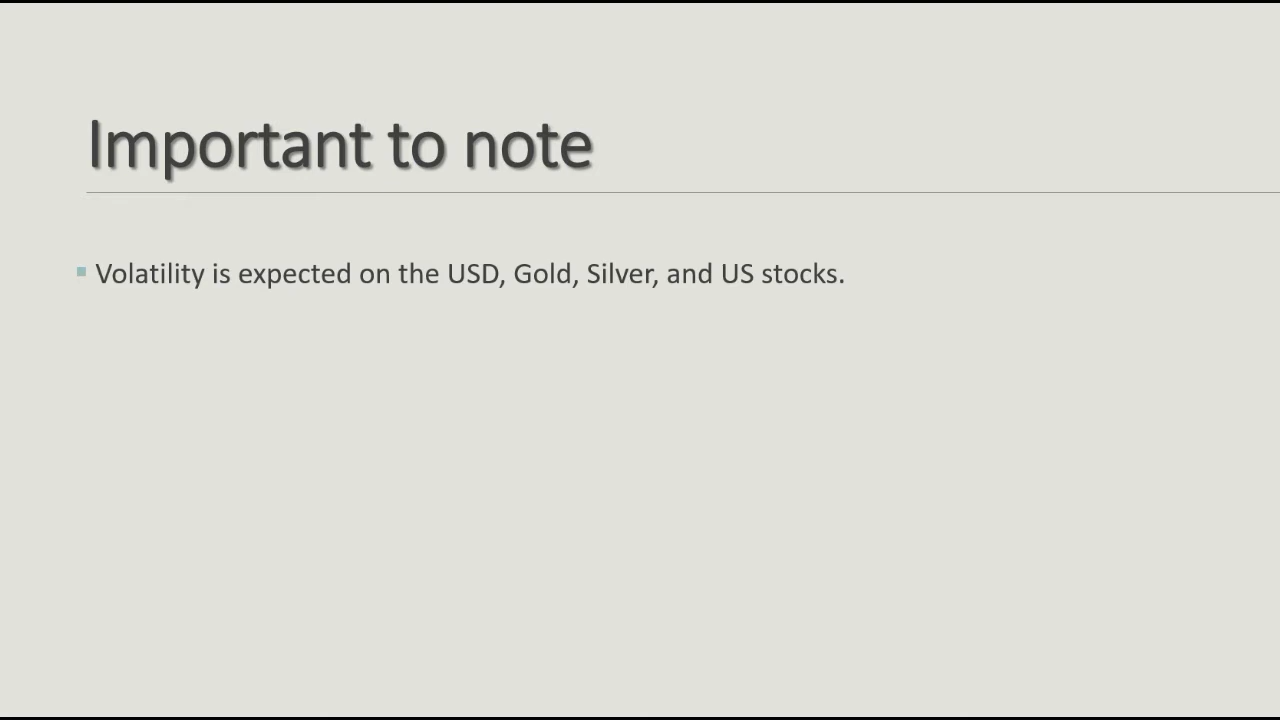 Important to note
Volatility is expected on the USD, Gold, Silver, and US stocks.